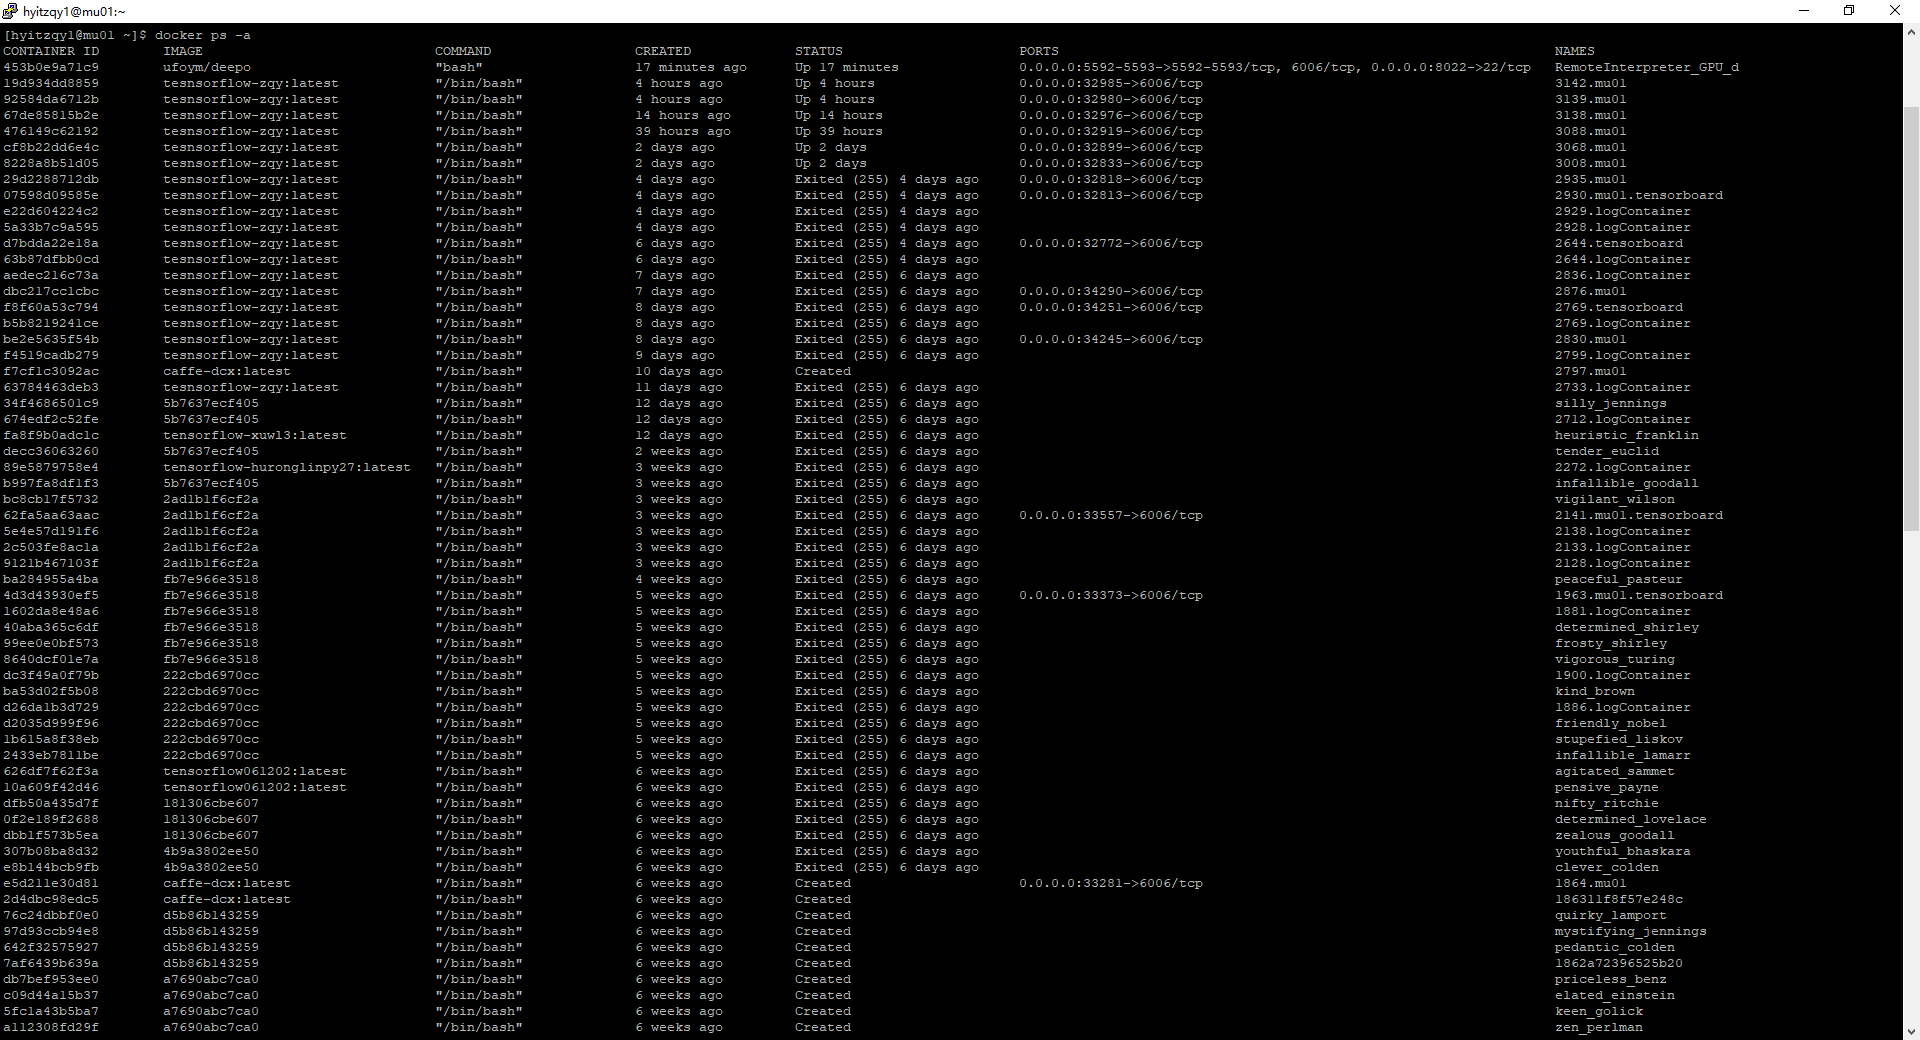 hyitzqy1@mu01:~
[hyitzqy1@mu01 ~]$ docker ps -a
CONTAINER ID IMAGE COMMAND CREATED STATUS PORTS NAMES
453b0e9a71c9 ufoym/deepo "bash" 17 minutes ago Up 17 minutes 0.0.0.0:5592-5593->5592-5593/tcp, 6006/tcp, 0.0.0.0:8022->22/tcp RemoteInterpreter_GPU_d
19d934dd8859 tesnsorflow-zqy:latest "/bin/bash" 4 hours ago Up 4 hours 0.0.0.0:32985->6006/tcp 3142.mu01
92584da6712b tesnsorflow-zqy:latest "/bin/bash" 4 hours ago Up 4 hours 0.0.0.0:32980->6006/tcp 3139.mu01
67de85815b2e tesnsorflow-zqy:latest "/bin/bash" 14 hours ago Up 14 hours 0.0.0.0:32976->6006/tcp 3138.mu01
476149c62192 tesnsorflow-zqy:latest "/bin/bash" 39 hours ago Up 39 hours 0.0.0.0:32919->6006/tcp 3088.mu01
cf8b22dd6e4c tesnsorflow-zqy:latest "/bin/bash" 2 days ago Up 2 days 0.0.0.0:32899->6006/tcp 3068.mu01
8228a8b51d05 tesnsorflow-zqy:latest "/bin/bash" 2 days ago Up 2 days 0.0.0.0:32833->6006/tcp 3008.mu01
29d2288712db tesnsorflow-zqy:latest "/bin/bash" 4 days ago Exited (255) 4 days ago 0.0.0.0:32818->6006/tcp 2935.mu01
07598d09585e tesnsorflow-zqy:latest "/bin/bash" 4 days ago Exited (255) 4 days ago 0.0.0.0:32813->6006/tcp 2930.mu01.tensorboard
e22d604224c2 tesnsorflow-zqy:latest "/bin/bash" 4 days ago Exited (255) 4 days ago 2929.logContainer
5a33b7c9a595 tesnsorflow-zqy:latest "/bin/bash" 4 days ago Exited (255) 4 days ago 2928.logContainer
d7bdda22e18a tesnsorflow-zqy:latest "/bin/bash" 6 days ago Exited (255) 4 days ago 0.0.0.0:32772->6006/tcp 2644.tensorboard
63b87dfbb0cd tesnsorflow-zqy:latest "/bin/bash" 6 days ago Exited (255) 4 days ago 2644.logContainer
aedec216c73a tesnsorflow-zqy:latest "/bin/bash" 7 days ago Exited (255) 6 days ago 2836.logContainer
dbc217cc1cbc tesnsorflow-zqy:latest "/bin/bash" 7 days ago Exited (255) 6 days ago 0.0.0.0:34290->6006/tcp 2876.mu01
f8f60a53c794 tesnsorflow-zqy:latest "/bin/bash" 8 days ago Exited (255) 6 days ago 0.0.0.0:34251->6006/tcp 2769.tensorboard
b5b8219241ce tesnsorflow-zqy:latest "/bin/bash" 8 days ago Exited (255) 6 days ago 2769.logContainer
be2e5635f54b tesnsorflow-zqy:latest "/bin/bash" 8 days ago Exited (255) 6 days ago 0.0.0.0:34245->6006/tcp 2830.mu01
f4519cadb279 tesnsorflow-zqy:latest "/bin/bash" 9 days ago Exited (255) 6 days ago 2799.logContainer
f7cf1c3092ac caffe-dcx:latest "/bin/bash" 10 days ago Created 2797.mu01
63784463deb3 tesnsorflow-zqy:latest "/bin/bash" 11 days ago Exited (255) 6 days ago 2733.logContainer
34f4686501c9 5b7637ecf405 "/bin/bash" 12 days ago Exited (255) 6 days ago silly_jennings
674edf2c52fe 5b7637ecf405 "/bin/bash" 12 days ago Exited (255) 6 days ago 2712.logContainer
fa8f9b0adc1c tensorflow-xuwl3:latest "/bin/bash" 12 days ago Exited (255) 6 days ago heuristic_franklin
decc36063260 5b7637ecf405 "/bin/bash" 2 weeks ago Exited (255) 6 days ago tender_euclid
89e5879758e4 tensorflow-huronglinpy27:latest "/bin/bash" 3 weeks ago Exited (255) 6 days ago 2272.logContainer
b997fa8df1f3 5b7637ecf405 "/bin/bash" 3 weeks ago Exited (255) 6 days ago infallible_goodall
bc8cb17f5732 2ad1b1f6cf2a "/bin/bash" 3 weeks ago Exited (255) 6 days ago vigilant_wilson
62fa5aa63aac 2ad1b1f6cf2a "/bin/bash" 3 weeks ago Exited (255) 6 days ago 0.0.0.0:33557->6006/tcp 2141.mu01.tensorboard
5e4e57d191f6 2ad1b1f6cf2a "/bin/bash" 3 weeks ago Exited (255) 6 days ago 2138.logContainer
2c503fe8ac1a 2ad1b1f6cf2a "/bin/bash" 3 weeks ago Exited (255) 6 days ago 2133.logContainer
9121b467103f 2ad1b1f6cf2a "/bin/bash" 3 weeks ago Exited (255) 6 days ago 2128.logContainer
ba284955a4ba fb7e966e3518 "/bin/bash" 4 weeks ago Exited (255) 6 days ago peaceful_pasteur
4d3d43930ef5 fb7e966e3518 "/bin/bash" 5 weeks ago Exited (255) 6 days ago 0.0.0.0:33373->6006/tcp 1963.mu01.tensorboard
1602da8e48a6 fb7e966e3518 "/bin/bash" 5 weeks ago Exited (255) 6 days ago 1881.logContainer
40aba365c6df fb7e966e3518 "/bin/bash" 5 weeks ago Exited (255) 6 days ago determined_shirley
99ee0e0bf573 fb7e966e3518 "/bin/bash" 5 weeks ago Exited (255) 6 days ago frosty_shirley
8640dcf01e7a fb7e966e3518 "/bin/bash" 5 weeks ago Exited (255) 6 days ago vigorous_turing
dc3f49a0f79b 222cbd6970cc "/bin/bash" 5 weeks ago Exited (255) 6 days ago 1900.logContainer
ba53d02f5b08 222cbd6970cc "/bin/bash" 5 weeks ago Exited (255) 6 days ago kind_brown
d26da1b3d729 222cbd6970cc "/bin/bash" 5 weeks ago Exited (255) 6 days ago 1886.logContainer
d2035d999f96 222cbd6970cc "/bin/bash" 5 weeks ago Exited (255) 6 days ago friendly_nobel
1b615a8f38eb 222cbd6970cc "/bin/bash" 5 weeks ago Exited (255) 6 days ago stupefied_liskov
2433eb7811be 222cbd6970cc "/bin/bash" 5 weeks ago Exited (255) 6 days ago infallible_lamarr
626df7f62f3a tensorflow061202:latest "/bin/bash" 6 weeks ago Exited (255) 6 days ago agitated_sammet
10a609f42d46 tensorflow061202:latest "/bin/bash" 6 weeks ago Exited (255) 6 days ago pensive_payne
dfb50a435d7f 181306cbe607 "/bin/bash" 6 weeks ago Exited (255) 6 days ago nifty_ritchie
0f2e189f2688 181306cbe607 "/bin/bash" 6 weeks ago Exited (255) 6 days ago determined_lovelace
dbb1f573b5ea 181306cbe607 "/bin/bash" 6 weeks ago Exited (255) 6 days ago zealous_goodall
307b08ba8d32 4b9a3802ee50 "/bin/bash" 6 weeks ago Exited (255) 6 days ago youthful_bhaskara
e8b144bcb9fb 4b9a3802ee50 "/bin/bash" 6 weeks ago Exited (255) 6 days ago clever_colden
e5d211e30d81 caffe-dcx:latest "/bin/bash" 6 weeks ago Created 0.0.0.0:33281->6006/tcp 1864.mu01
2d4dbc98edc5 caffe-dcx:latest "/bin/bash" 6 weeks ago Created 186311f8f57e248c
76c24dbbf0e0 d5b86b143259 "/bin/bash" 6 weeks ago Created quirky_lamport
97d93ccb94e8 d5b86b143259 "/bin/bash" 6 weeks ago Created mystifying_jennings
642f32575927 d5b86b143259 "/bin/bash" 6 weeks ago Created pedantic_colden
7af6439b639a d5b86b143259 "/bin/bash" 6 weeks ago Created 1862a72396525b20
db7bef953ee0 a7690abc7ca0 "/bin/bash" 6 weeks ago Created priceless_benz
c09d44a15b37 a7690abc7ca0 "/bin/bash" 6 weeks ago Created elated_einstein
5fc1a43b5ba7 a7690abc7ca0 "/bin/bash" 6 weeks ago Created keen_golick
a112308fd29f a7690abc7ca0 "/bin/bash" 6 weeks ago Created zen_perlman